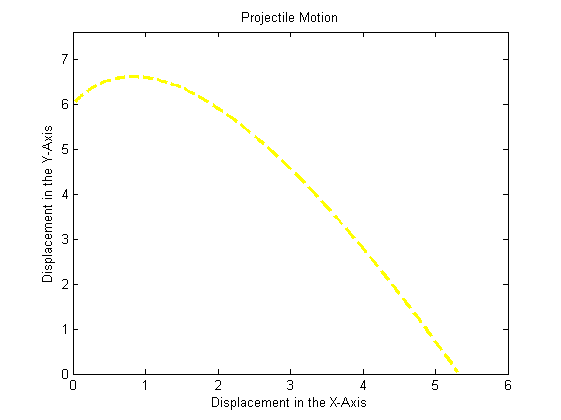 Projectile Motion
7
6
5
4
3
2
1
0
Displacement in the Y-Axis
0 1 2 3 4 5 6
Displacement in the X-Axis